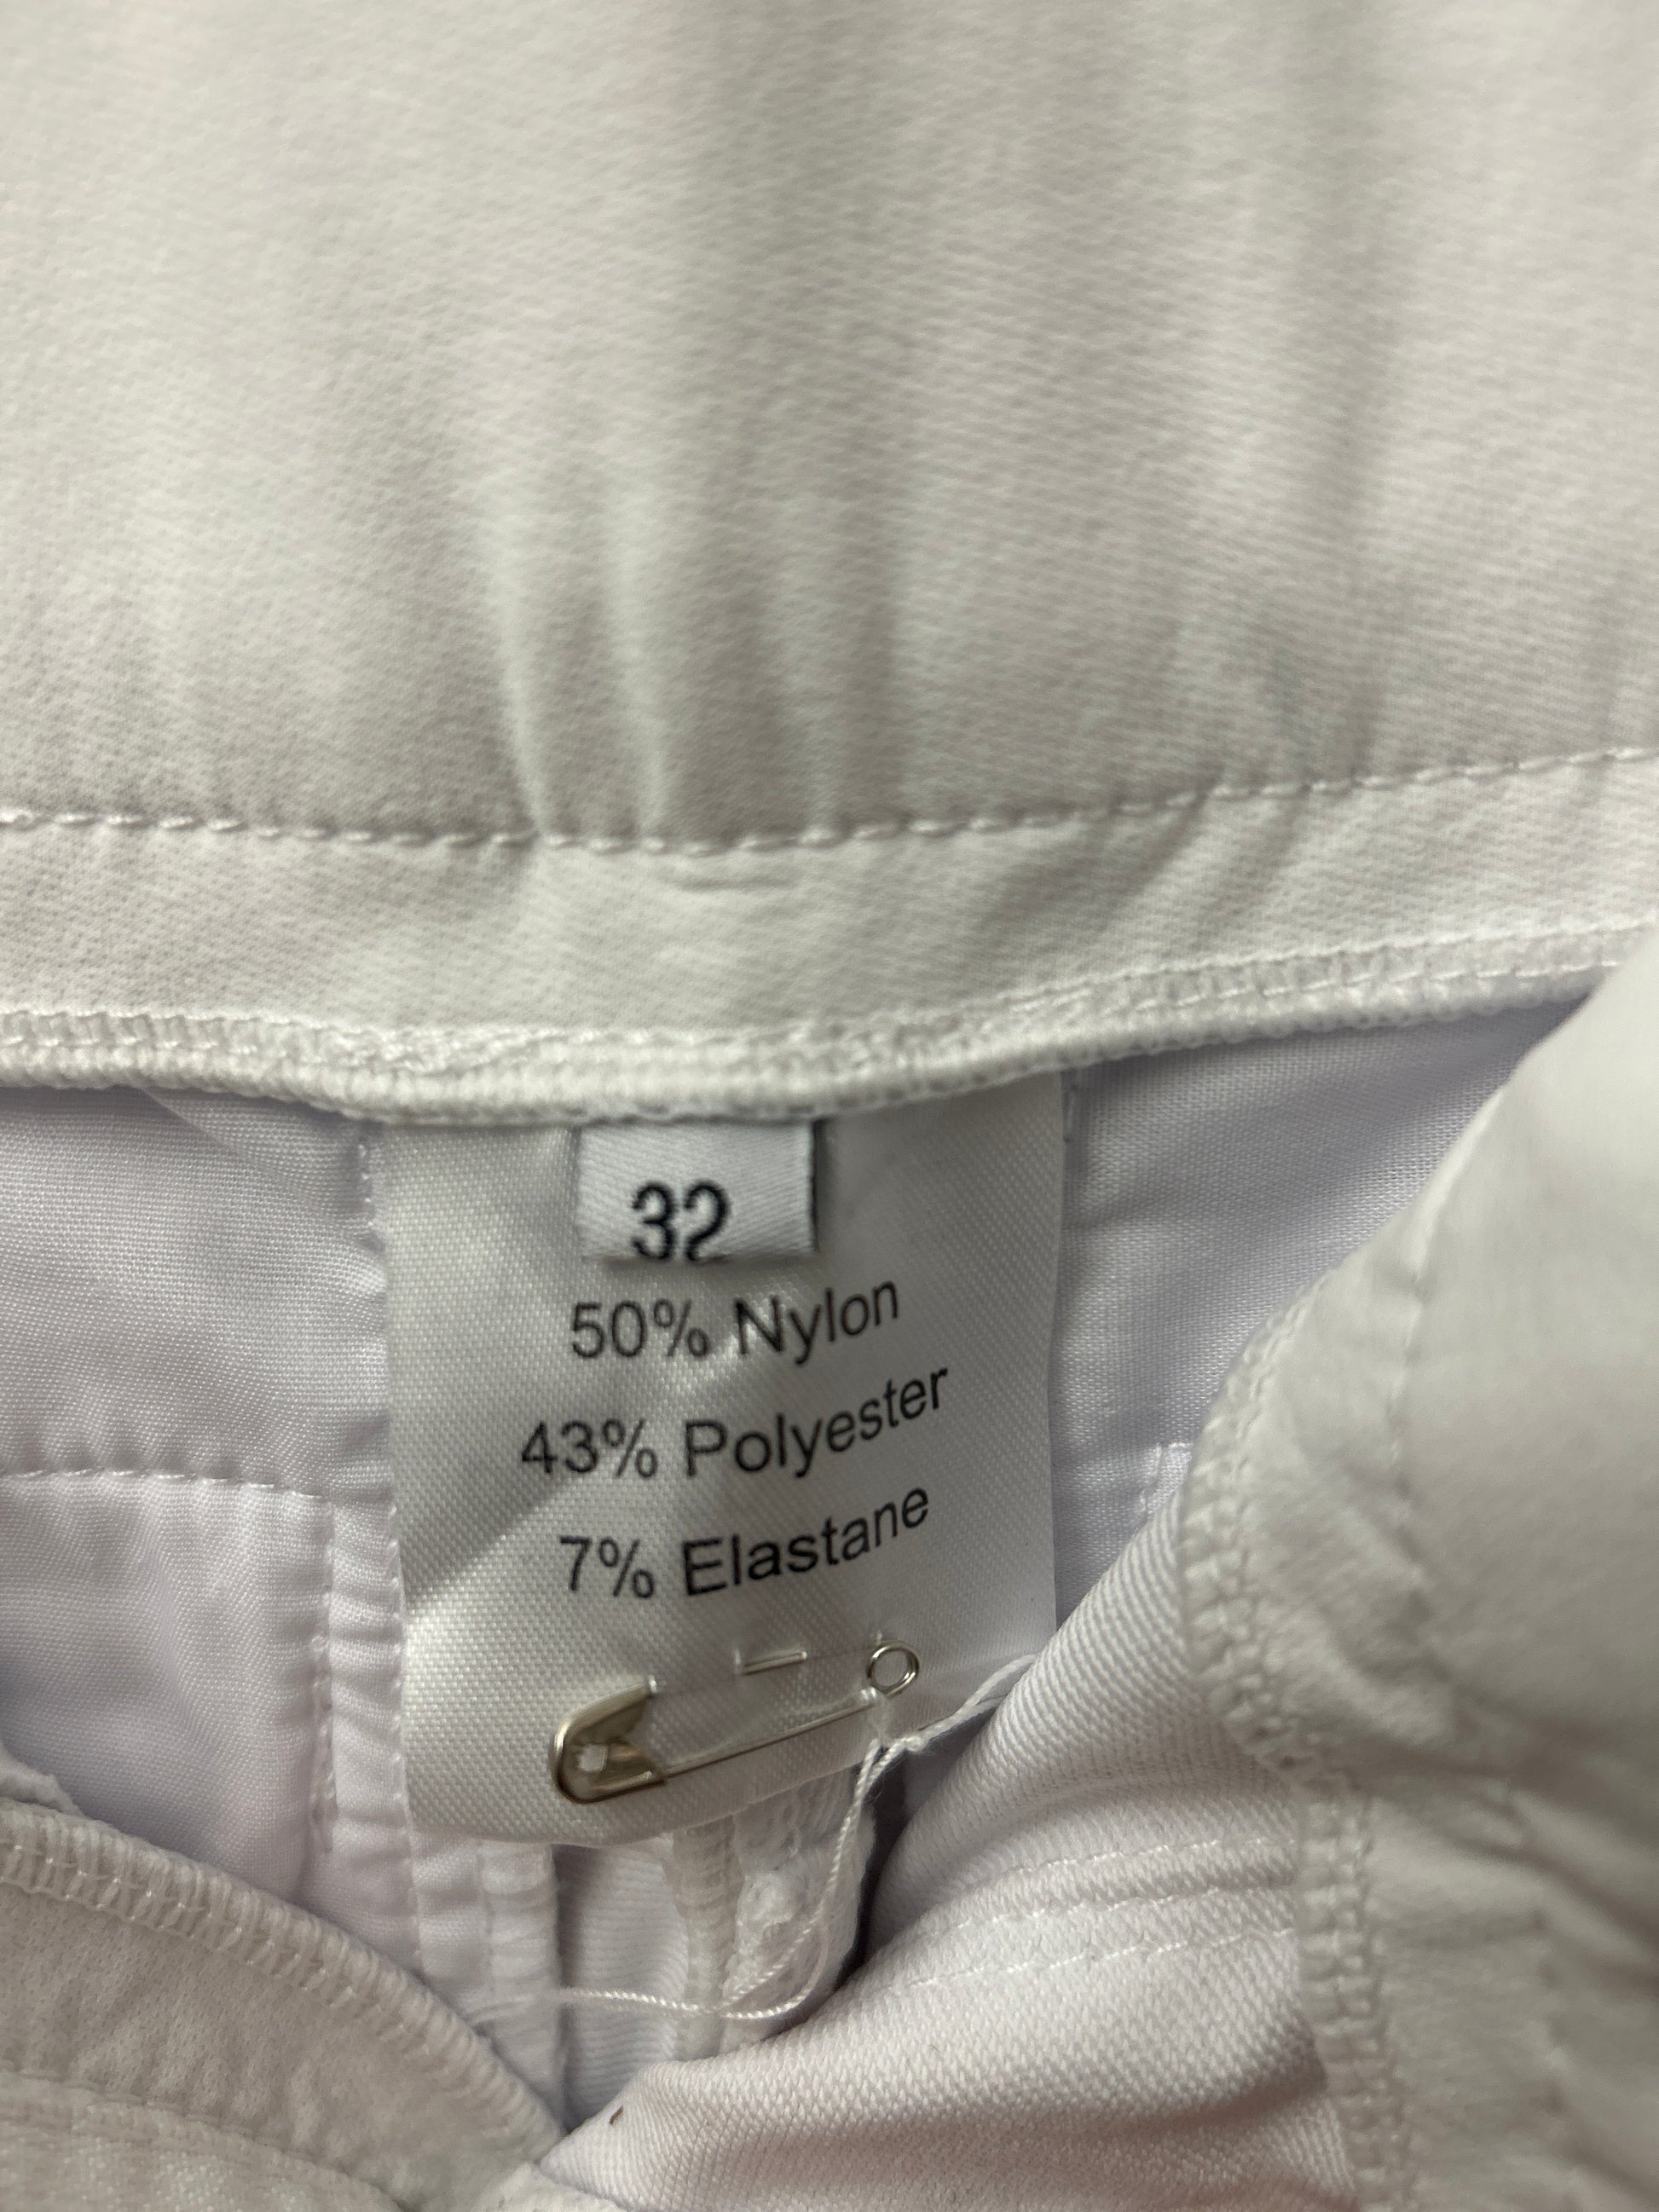 32
50% Nylon
43% Polyester
7% Elastane